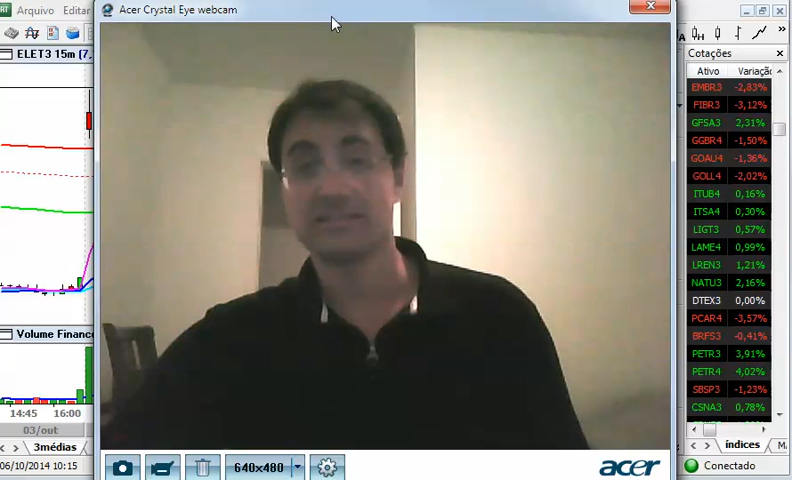 Acer Crystal Eye webcam
Arquivo Editar
ELET3 15m (7,
Volume Financ
14:45 16:00
03/out
3médias
06/10/2014 10:15
640x480
acer
Cotações
Ativo Variação
EMBR3 -2,83%
FIBR3 -3,12%
GFSA3 2,31%
GGBR4 -1,50%
GOAU4 -1,36%
GOLL4 -2,02%
ITUB4 0,16%
ITSA4 0,30%
LIGT3 0,57%
LAME4 0,99%
LREN3 1,21%
NATU3 2,16%
DTEX3 0,00%
PCAR4 -3,57%
BRFS3 -0,41%
PETR3 3,91%
PETR4 4,02%
SBSP3 -1,23%
CSNA3 0,78%
índices
Conectado